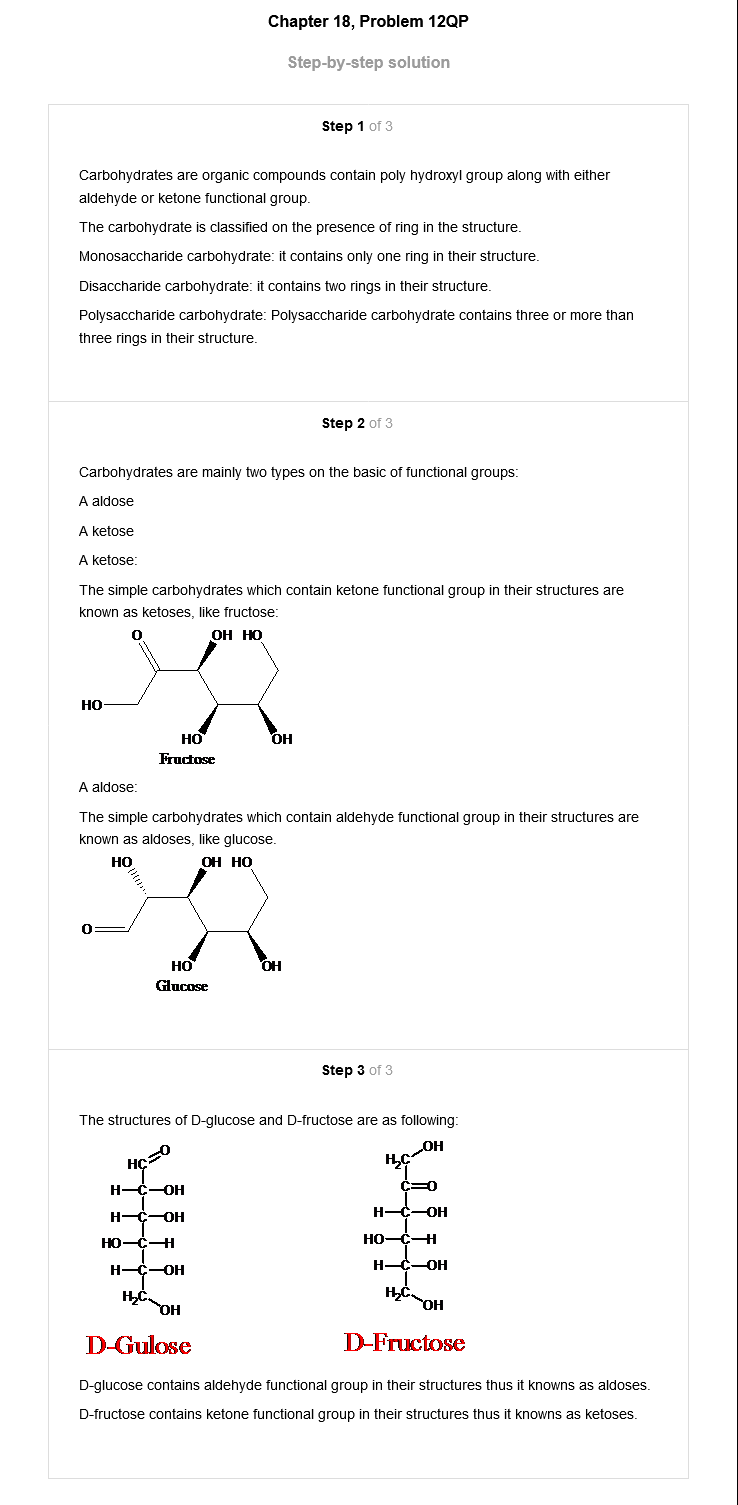 Chapter 18, Problem 12QP
Step-by-step solution
Step 1 of 3
Carbohydrates are organic compounds contain poly hydroxyl group along with either
aldehyde or ketone functional group.
The carbohydrate is classified on the presence of ring in the structure.
Monosaccharide carbohydrate: it contains only one ring in their structure.
Disaccharide carbohydrate: it contains two rings in their structure.
Polysaccharide carbohydrate: Polysaccharide carbohydrate contains three or more than
three rings in their structure.
Step 2 of 3
Carbohydrates are mainly two types on the basic of functional groups:
A aldose
A ketose
A ketose:
The simple carbohydrates which contain ketone functional group in their structures are
known as ketoses, like fructose:
O OH HO
HO
HO OH
Fructose
A aldose:
The simple carbohydrates which contain aldehyde functional group in their structures are
known as aldoses, like glucose.
HO OH HO
O
HO OH
Glucose
Step 3 of 3
The structures of D-glucose and D-fructose are as following:
HC O
H-C-OH
H-C-OH
HO-C-H
H-C-OH
H2C OH
D-Gulose
H2C OH
C=O
H-C-OH
HO-C-H
H-C-OH
H2C OH
D-Fructose
D-glucose contains aldehyde functional group in their structures thus it knowns as aldoses.
D-fructose contains ketone functional group in their structures thus it knowns as ketoses.